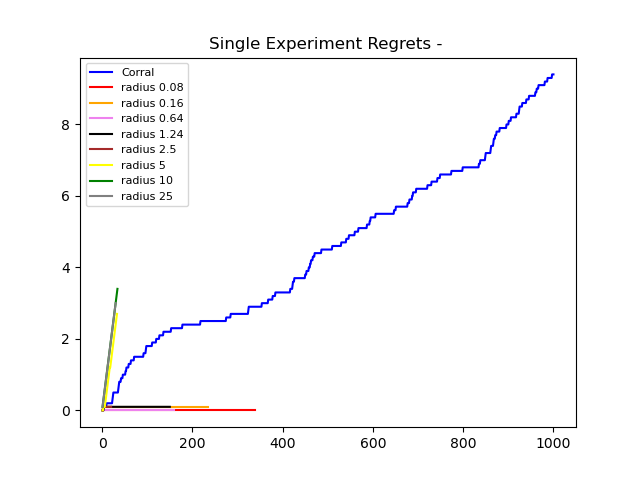 Single Experiment Regrets -
Corral
radius 0.08
radius 0.16
radius 0.64
radius 1.24
radius 2.5
radius 5
radius 10
radius 25
8
6
4
2
0
0 200 400 600 800 1000